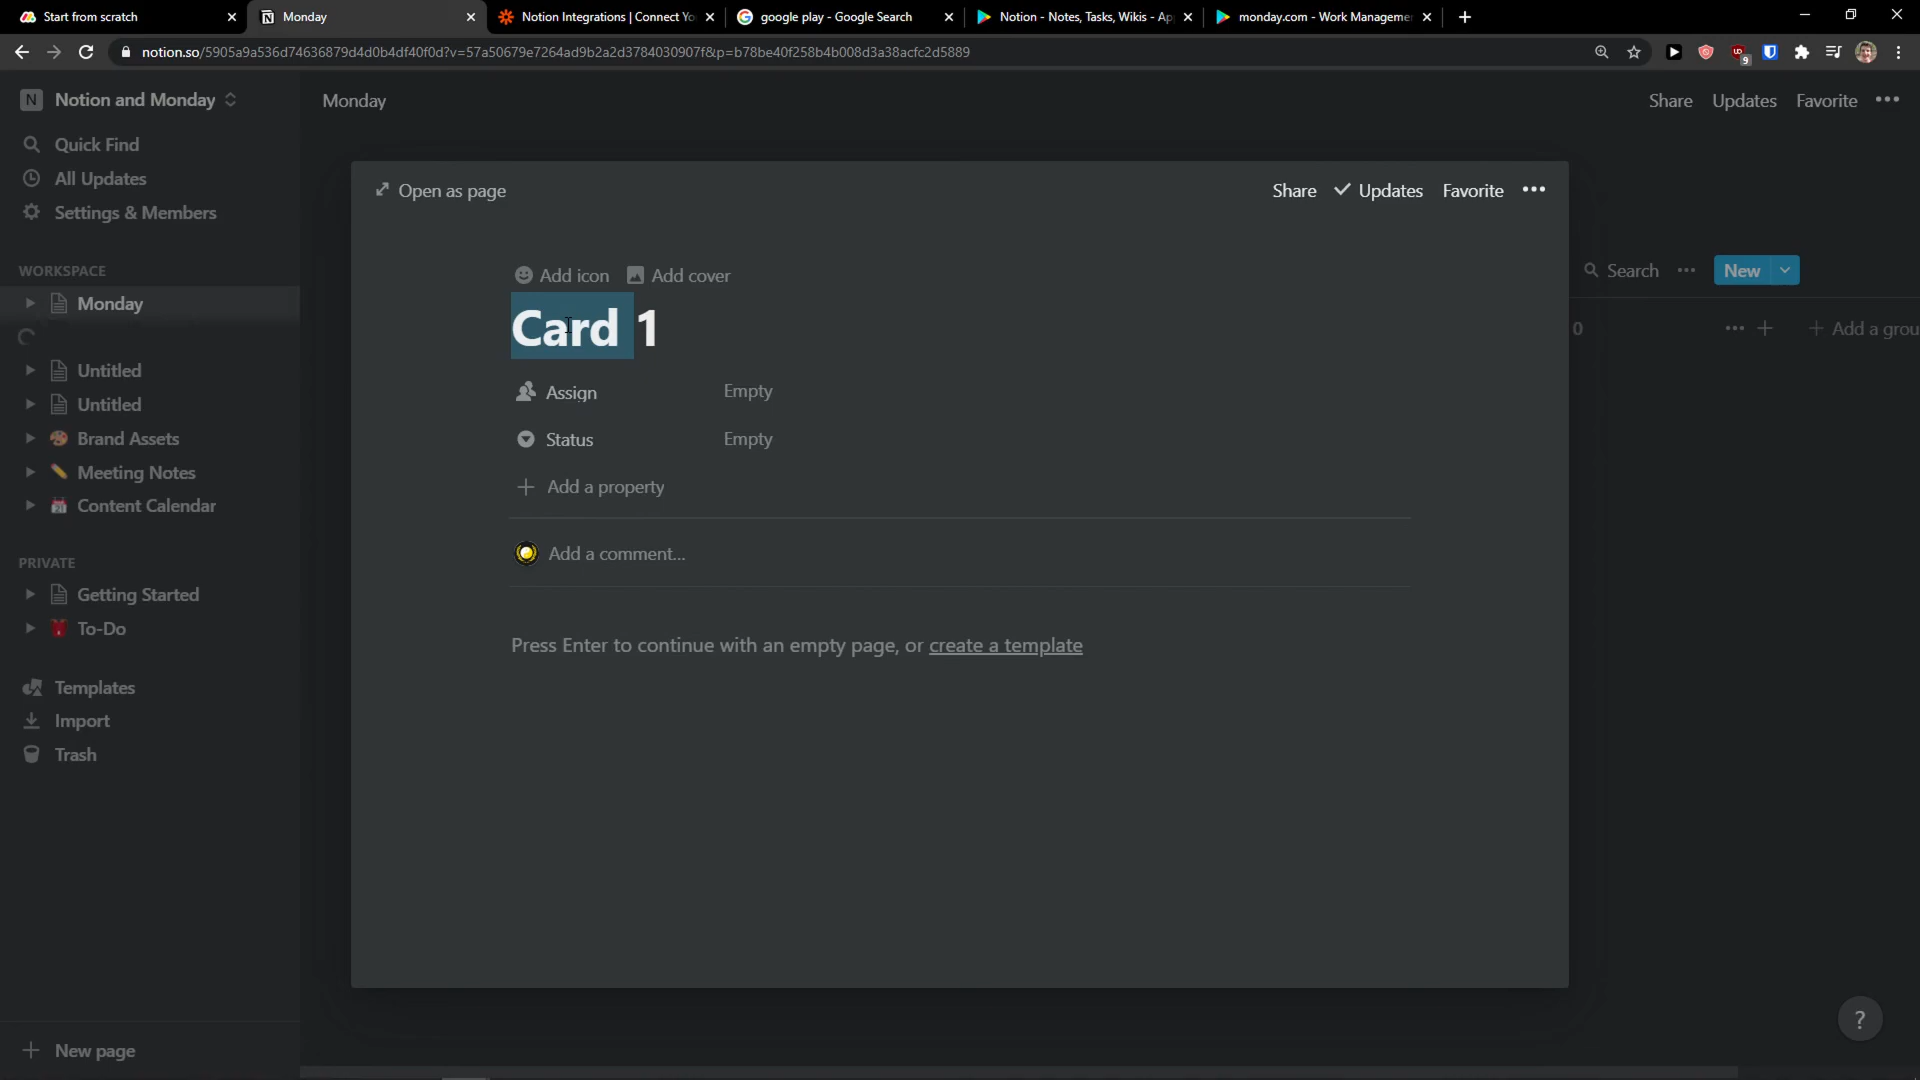 Start from scratch
Monday
Notion Integrations | Connect Yo
google play - Google Search
Notion - Notes, Tasks, Wikis - Ap
monday.com - Work Manageme
notion.so/5905a9a536d74636879d4d0b4df40f0d?v=57a50679e7264ad9b2a2d3784030907f&p=b78be40f258b4b008d3a38acfc2d5889
9
N Notion and Monday
Monday
Share Updates Favorite
Quick Find
All Updates
Settings & Members
WORKSPACE
Monday
Untitled
Untitled
Brand Assets
Meeting Notes
Content Calendar
PRIVATE
Getting Started
To-Do
Templates
Import
Trash
New page
Open as page
Share Updates Favorite
Add icon Add cover
Card 1
Assign Empty
Status Empty
Add a property
Add a comment...
Press Enter to continue with an empty page, or create a template
Search New
0 Add a grou
?